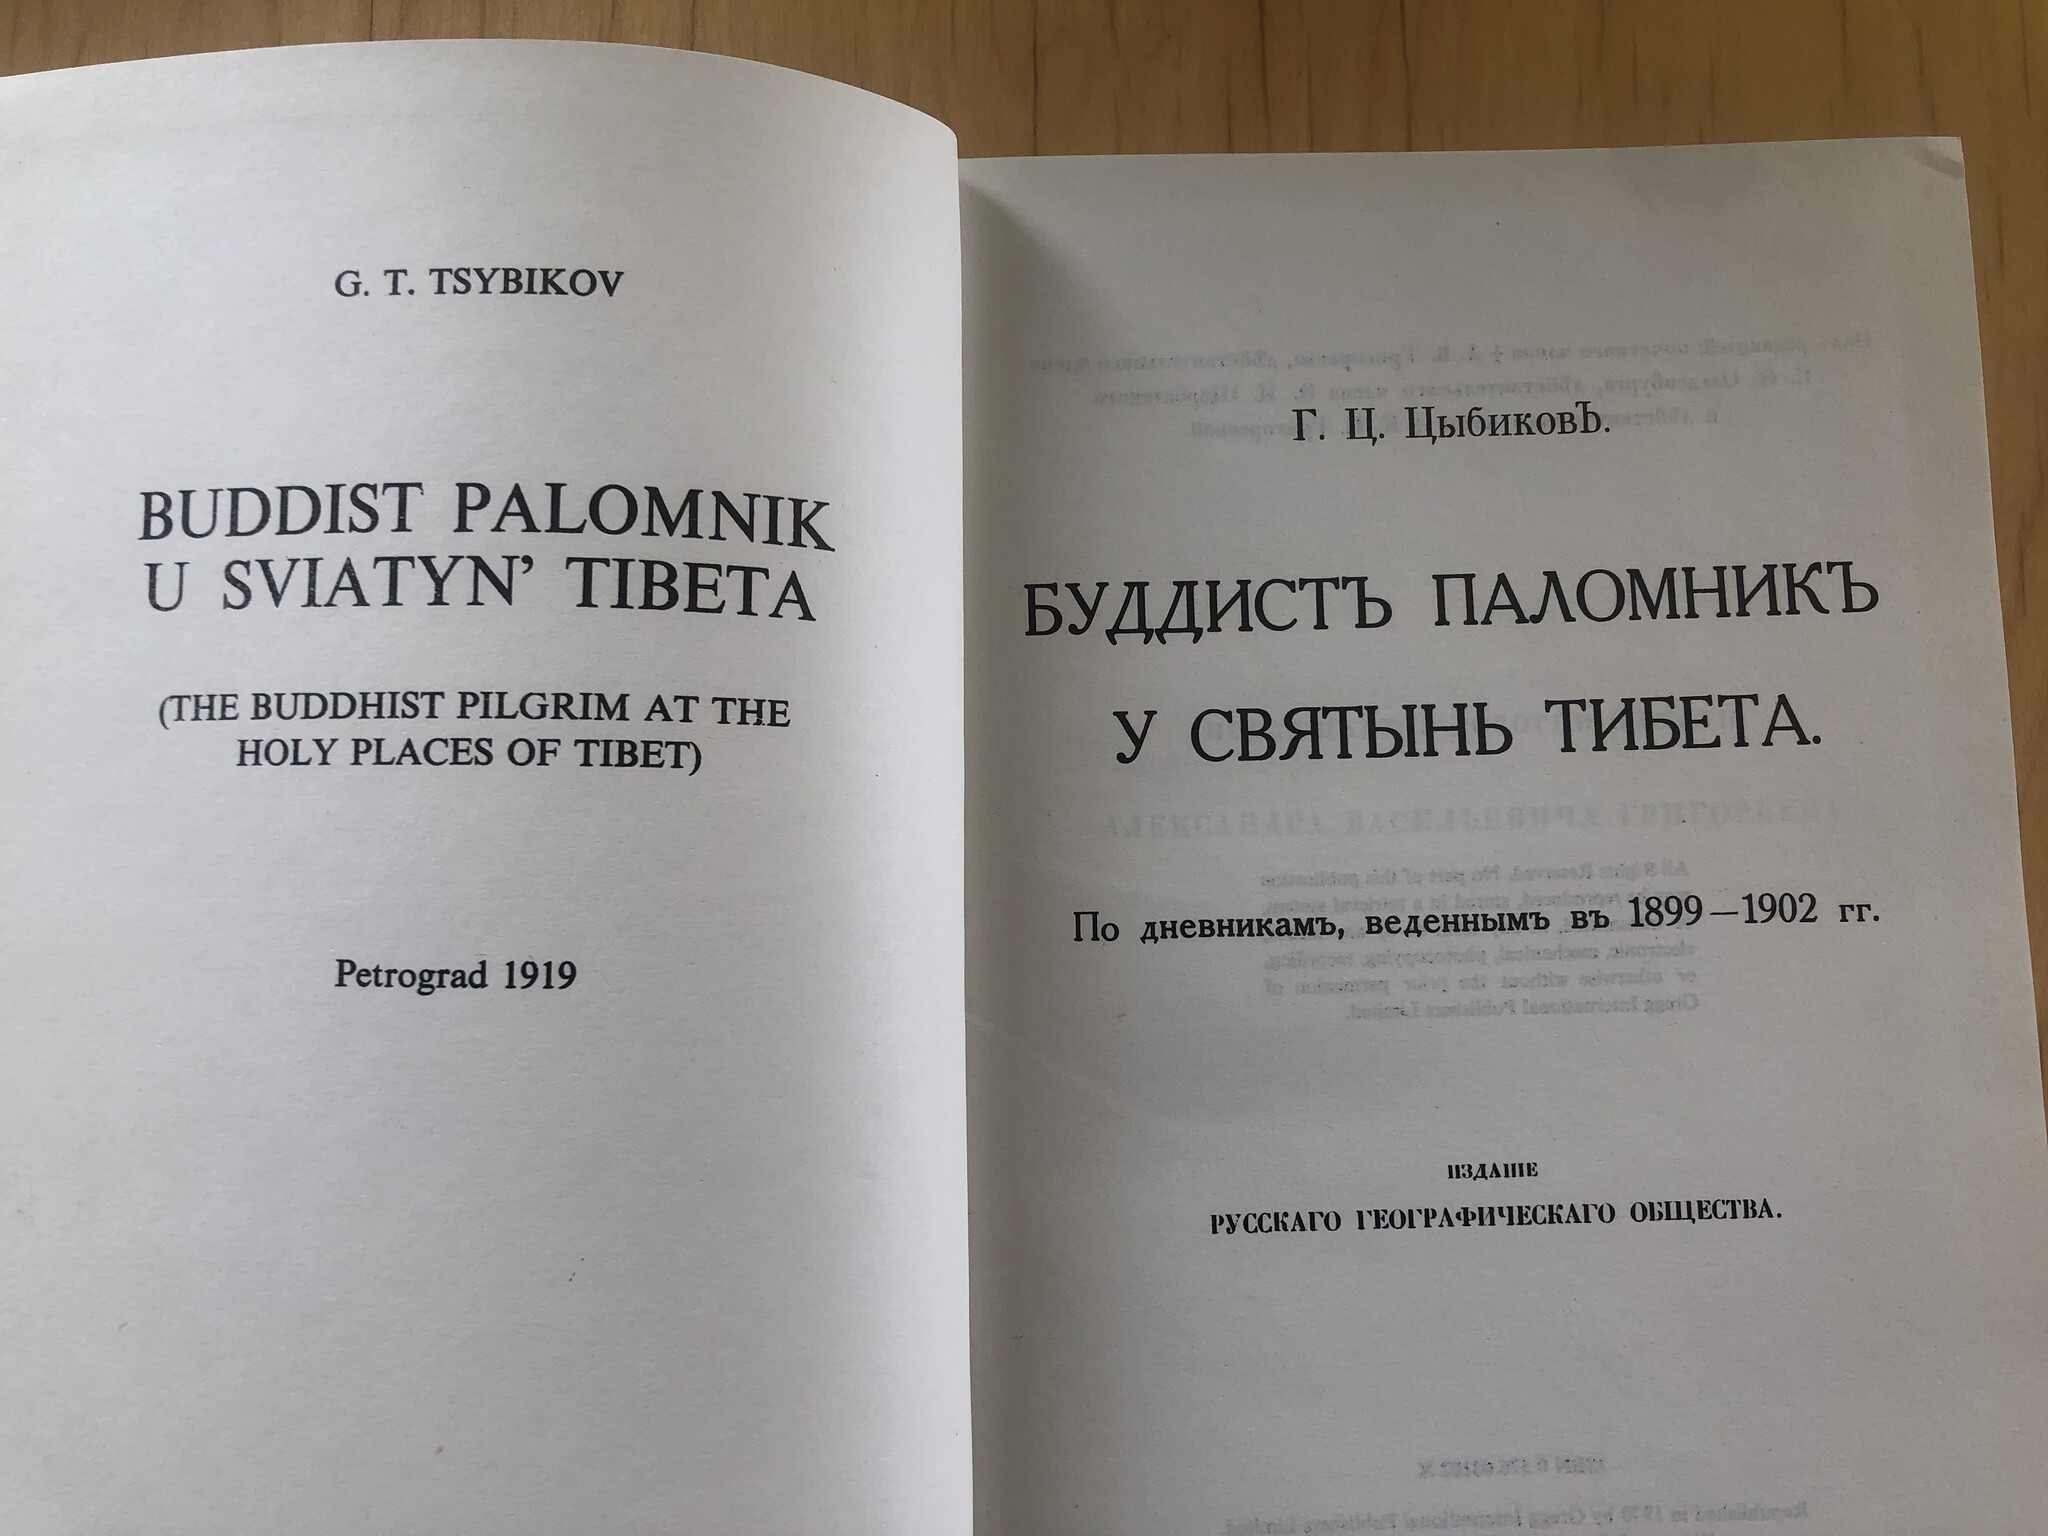 G. T. TSYBIKOV
BUDDIST PALOMNIK
U SVIATYN’ TIBETA
(THE BUDDHIST PILGRIM AT THE
HOLY PLACES OF TIBET)
Petrograd 1919
Г. Ц. ЦыбиковЪ.
БУДДИСТЪ ПАЛОМНИКЪ
У СВЯТЫНЬ ТИБЕТА.
По дневникамъ, веденнымъ въ 1899—1902 гг.
ИЗДАНІЕ
РУССКАГО ГЕОГРАФИЧЕСКАГО ОБЩЕСТВА.